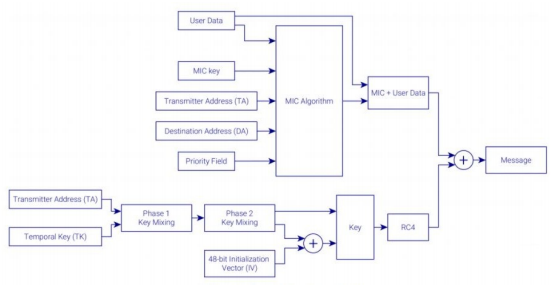 User Data
MIC key
Transmitter Address (TA)
Destination Address (DA)
Priority Field
MIC Algorithm
MIC + User Data
Message
Transmitter Address (TA)
Temporal Key (TK)
Phase 1
Key Mixing
Phase 2
Key Mixing
48-bit Initialization
Vector (IV)
Key
RC4